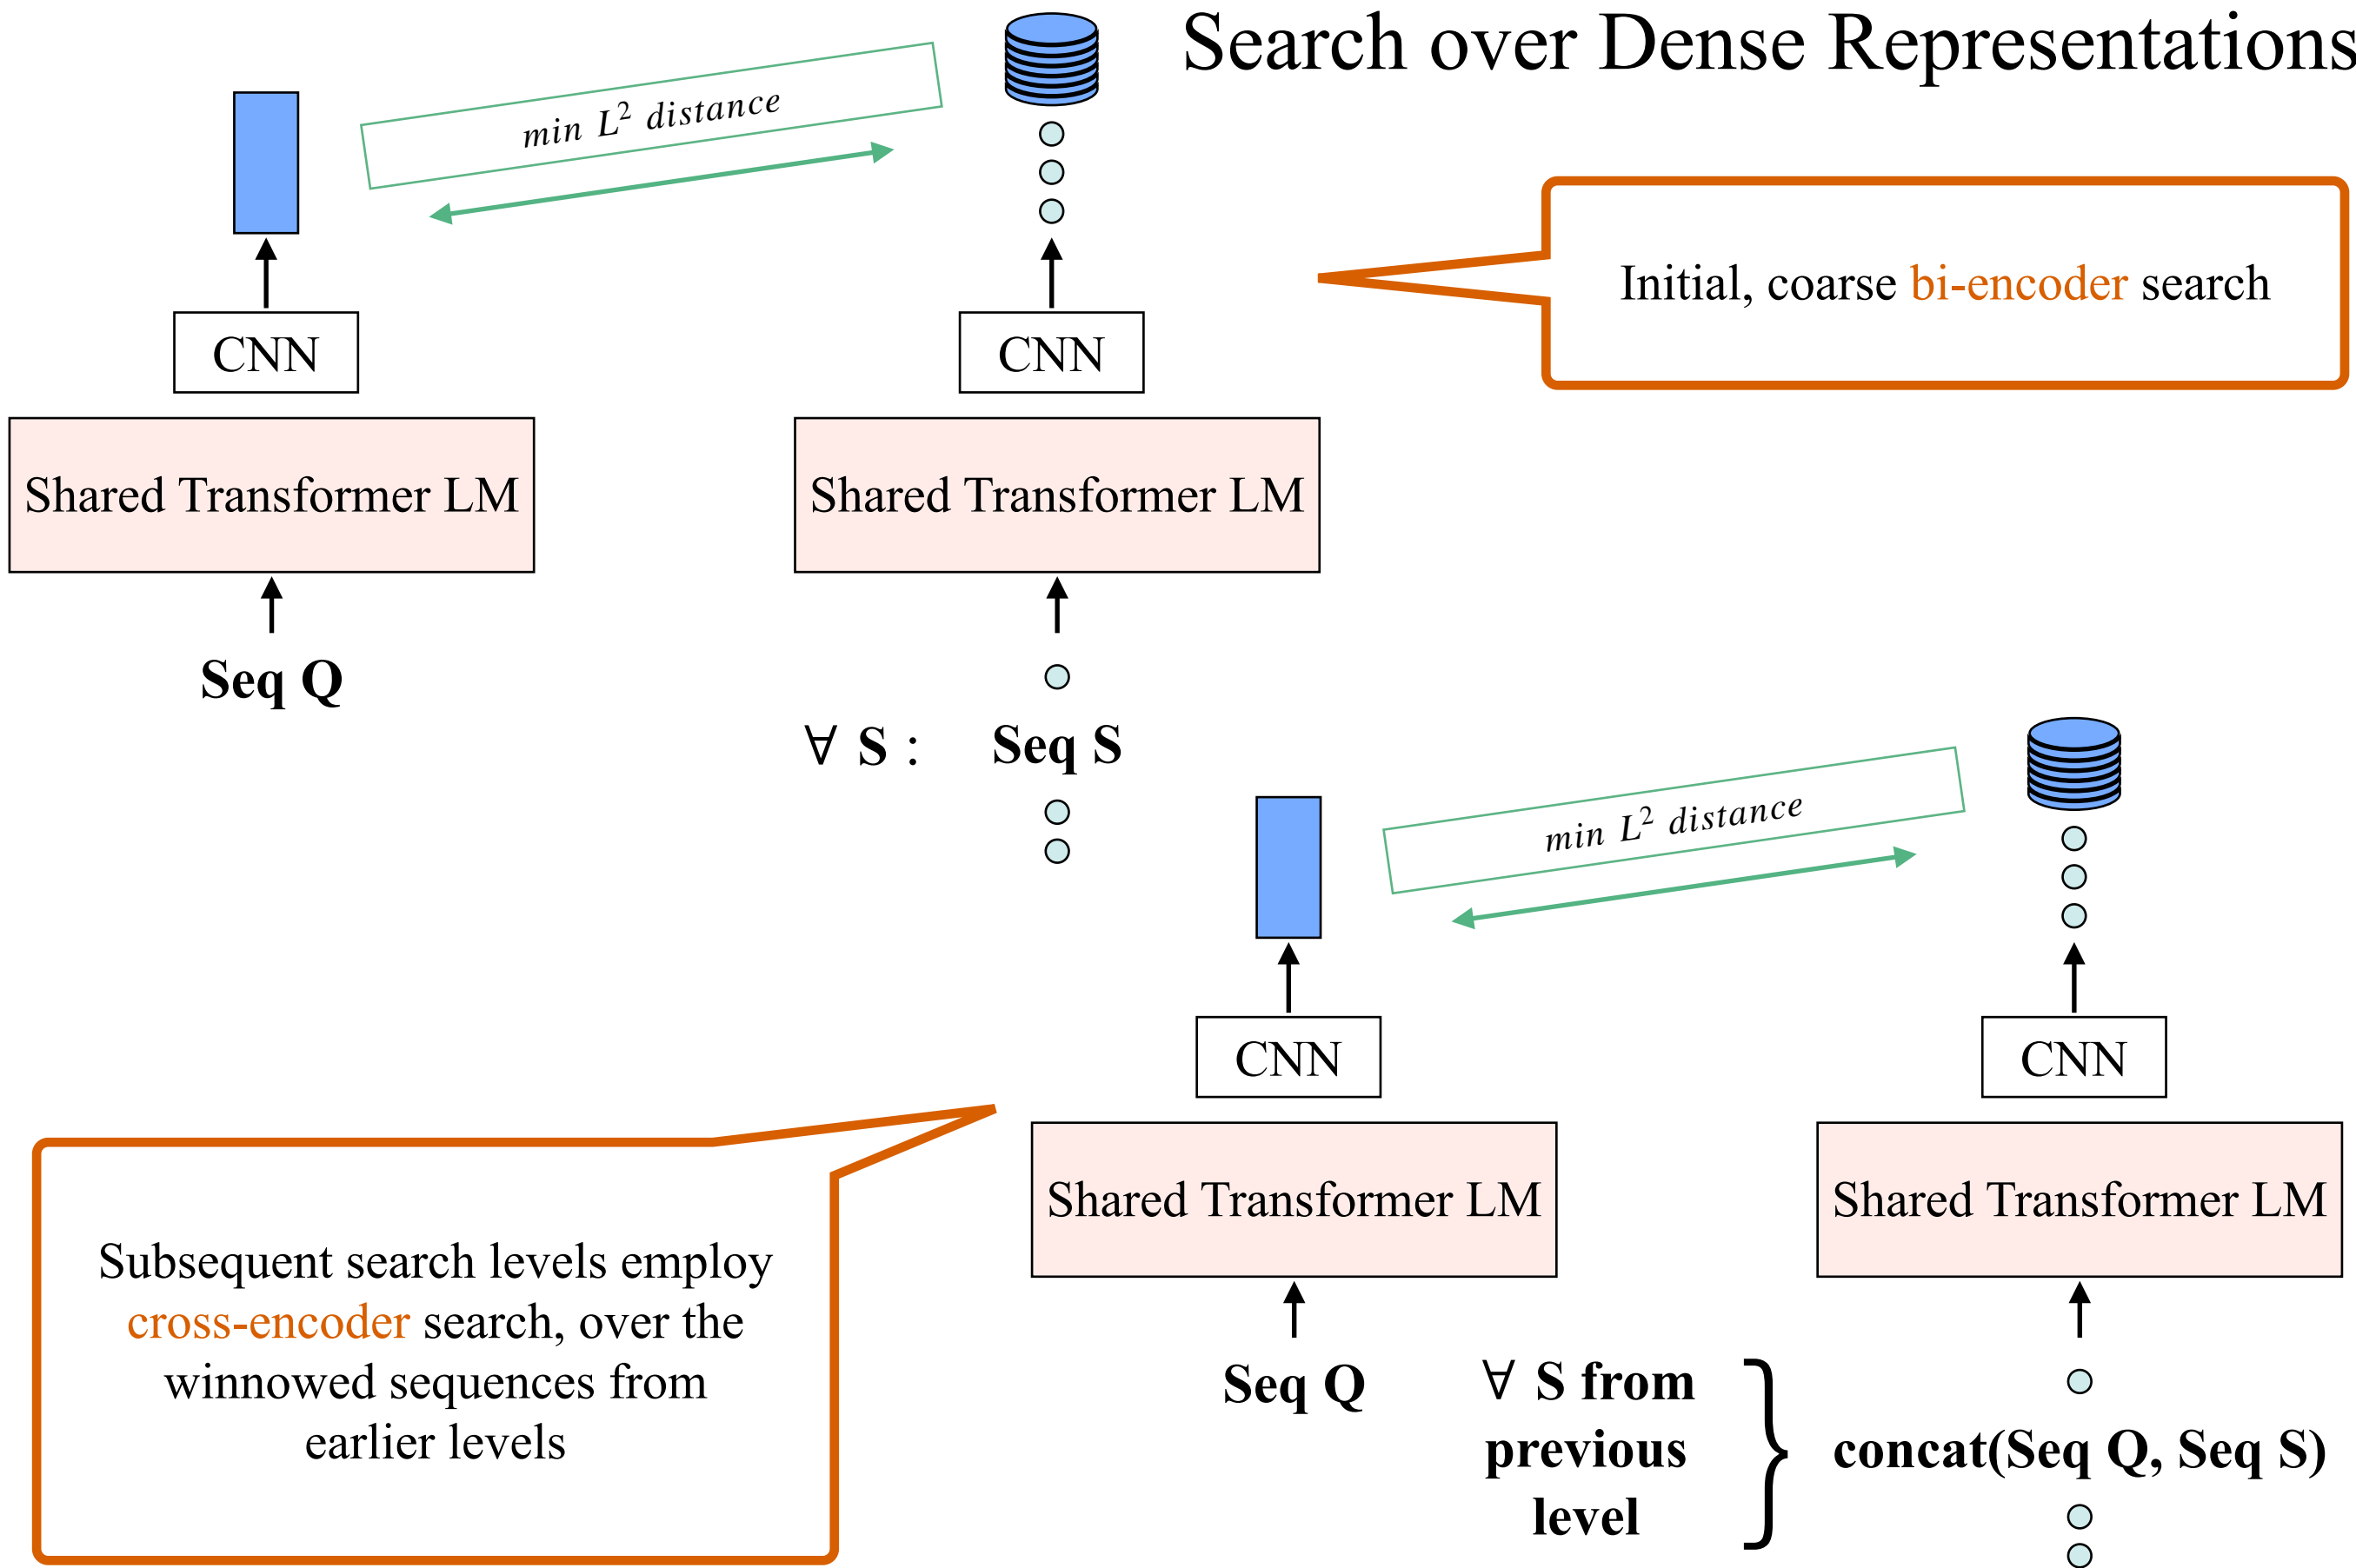 Search over Dense Representations
min L² distance
Initial, coarse bi-encoder search
CNN
CNN
Shared Transformer LM
Shared Transformer LM
Seq Q
∀ S :
Seq S
min L² distance
CNN
CNN
Shared Transformer LM
Shared Transformer LM
Subsequent search levels employ
cross-encoder search, over the
winnowed sequences from
earlier levels
Seq Q
∀ S from
previous
level
}
concat(Seq Q, Seq S)